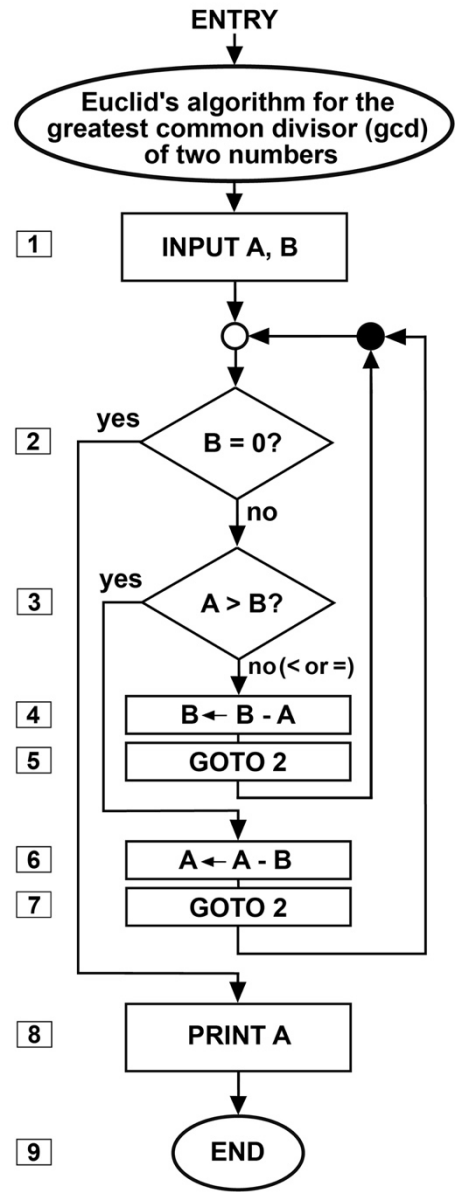 ENTRY
Euclid's algorithm for the
greatest common divisor (gcd)
of two numbers
1
INPUT A, B
yes
2
B = 0?
no
yes
3
A > B?
no (< or =)
4
B ← B - A
5
GOTO 2
6
A ← A - B
7
GOTO 2
8
PRINT A
9
END